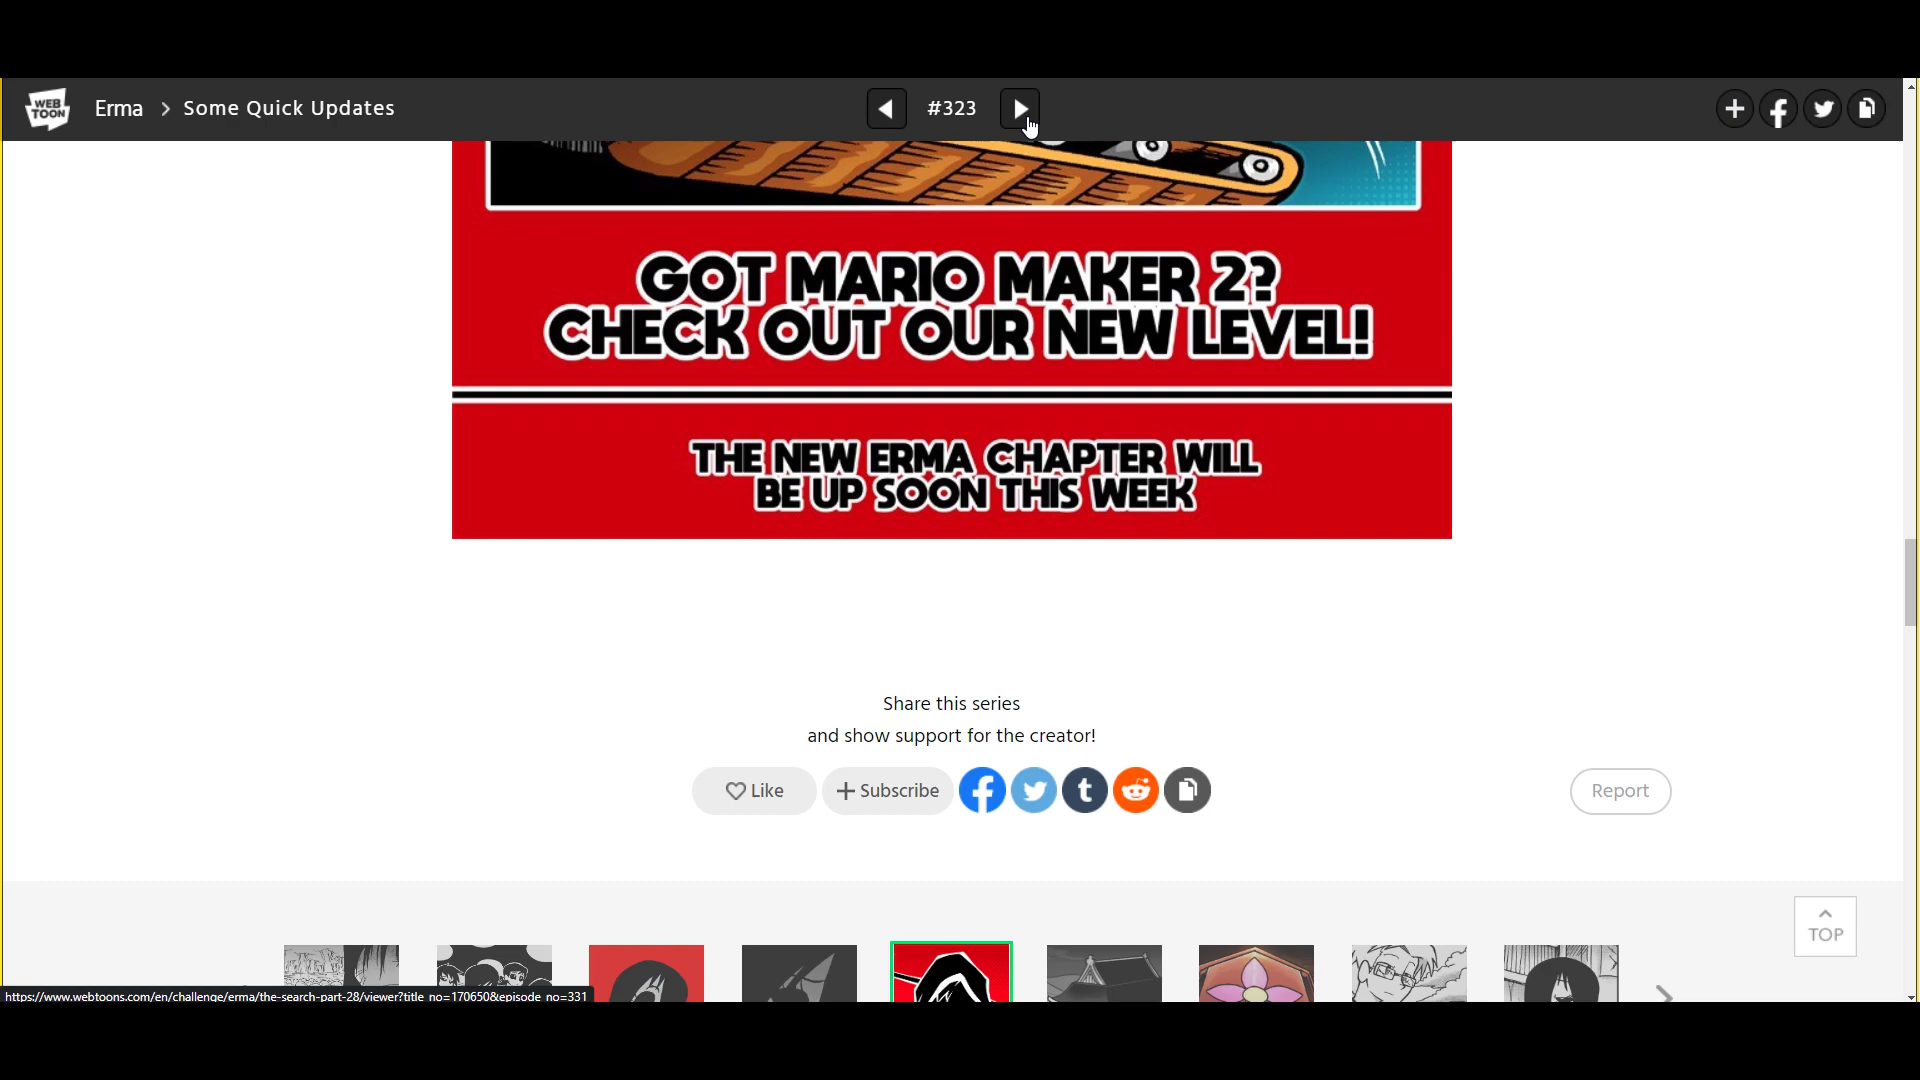 WEB
TOON
Erma > Some Quick Updates
#323
GOT MARIO MAKER 2?
CHECK OUT OUR NEW LEVEL!
THE NEW ERMA CHAPTER WILL
BE UP SOON THIS WEEK
Share this series
and show support for the creator!
Like
Subscribe
Report
TOP
https://www.webtoons.com/en/challenge/erma/the-search-part-28/viewer?title_no=170650&episode_no=331